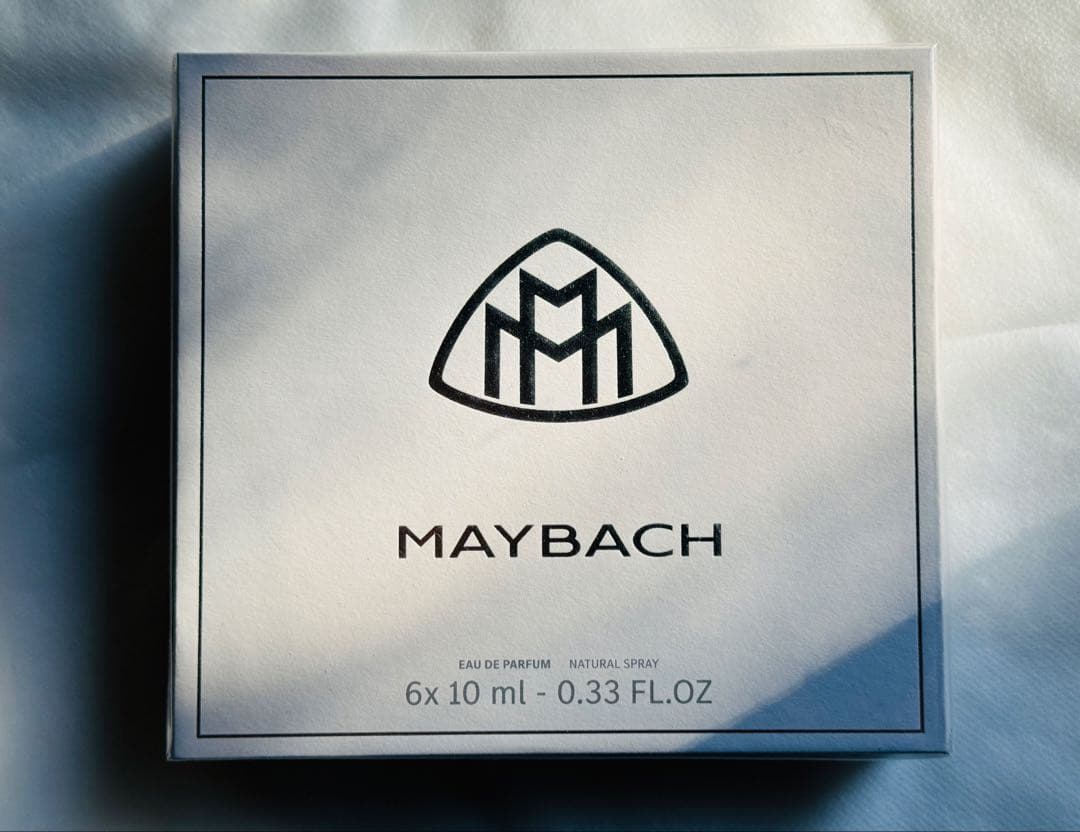 MAYBACH
EAU DE PARFUM NATURAL SPRAY
6x 10 ml - 0.33 FL.OZ